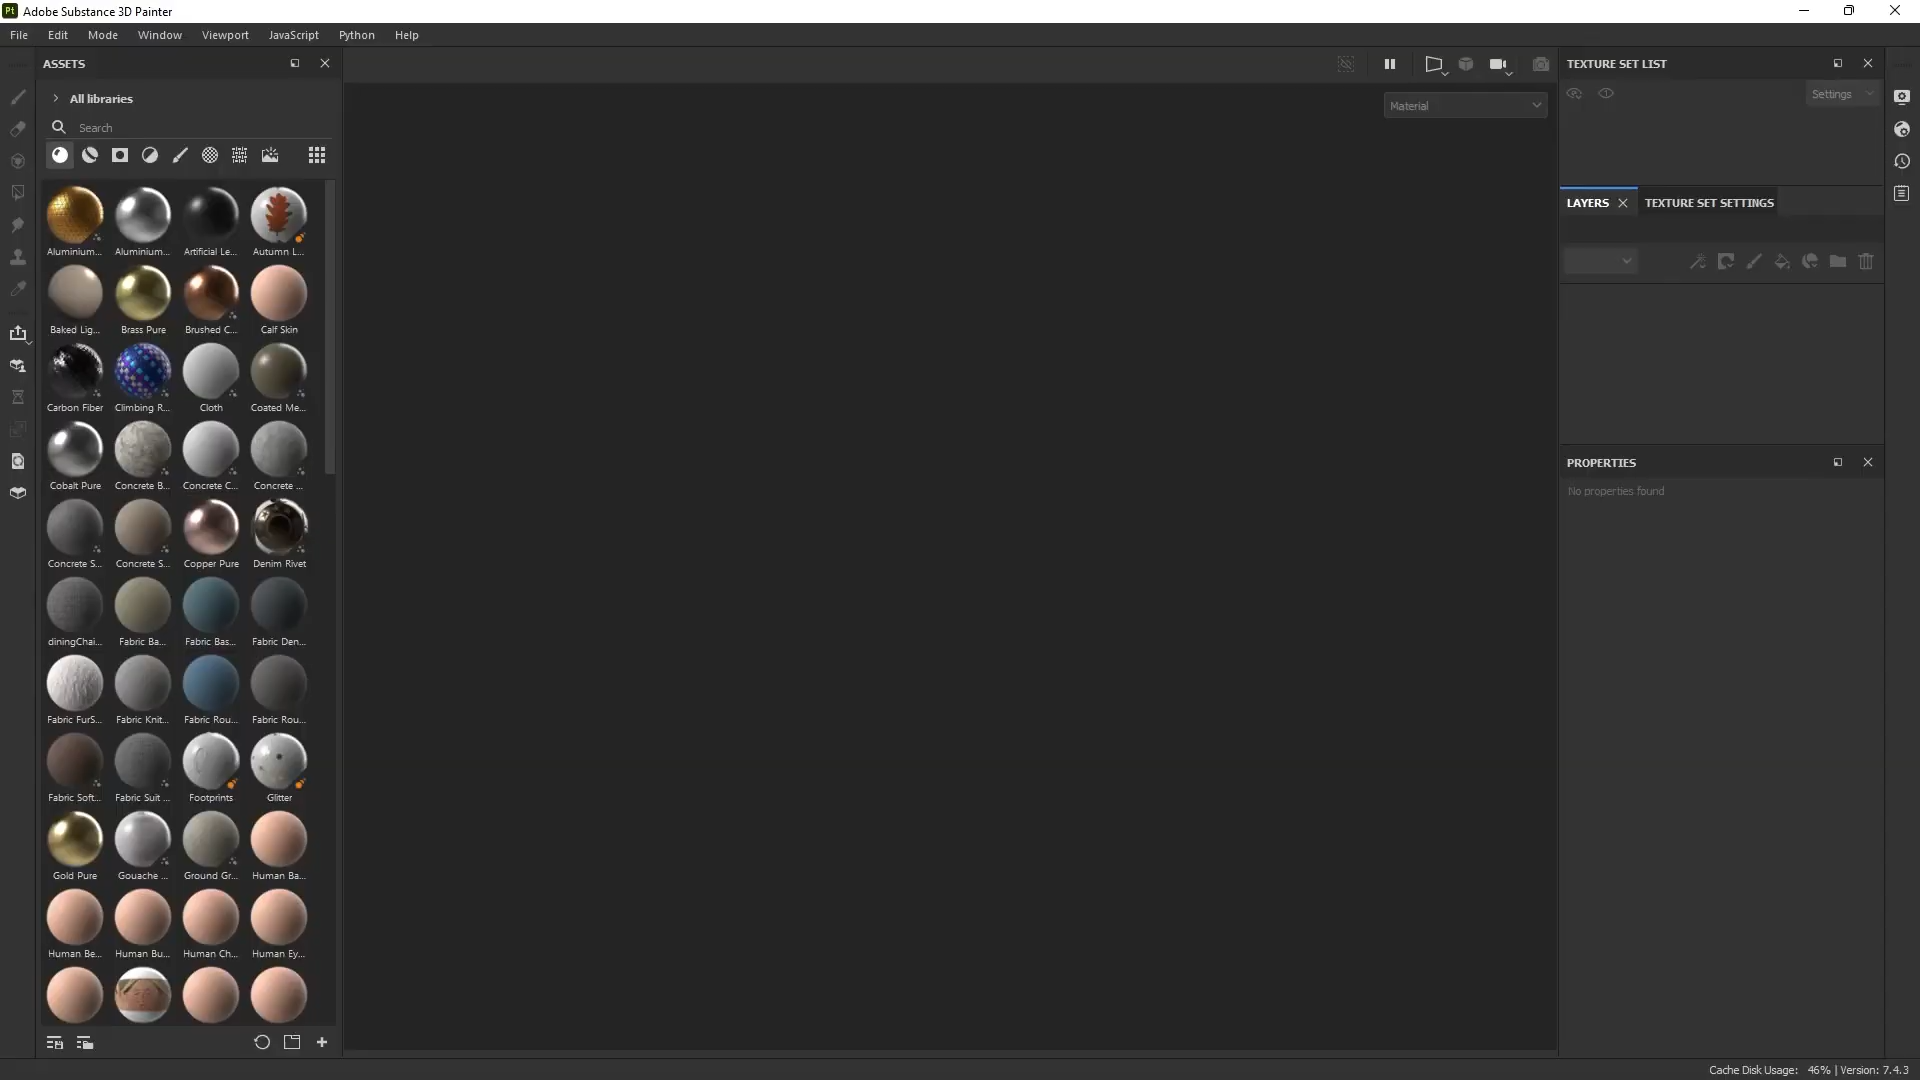 Pt Adobe Substance 3D Painter
File Edit Mode Window Viewport JavaScript Python Help
ASSETS
All libraries
Search
Aluminium... Aluminium... Artificial Le... Autumn L...
Baked Lig... Brass Pure Brushed C... Calf Skin
Carbon Fiber Climbing R... Cloth Coated Me...
Cobalt Pure Concrete B... Concrete C... Concrete ...
Concrete S... Concrete S... Copper Pure Denim Rivet
diningChai... Fabric Ba... Fabric Bas... Fabric Den...
Fabric FurS... Fabric Knit... Fabric Rou... Fabric Rou...
Fabric Soft... Fabric Suit ... Footprints Glitter
Gold Pure Gouache ... Ground Gr... Human Ba...
Human Be... Human Bu... Human Ch... Human Ey...
Material
TEXTURE SET LIST
Settings
LAYERS TEXTURE SET SETTINGS
PROPERTIES
No properties found
Cache Disk Usage: 46% | Version: 7.4.3